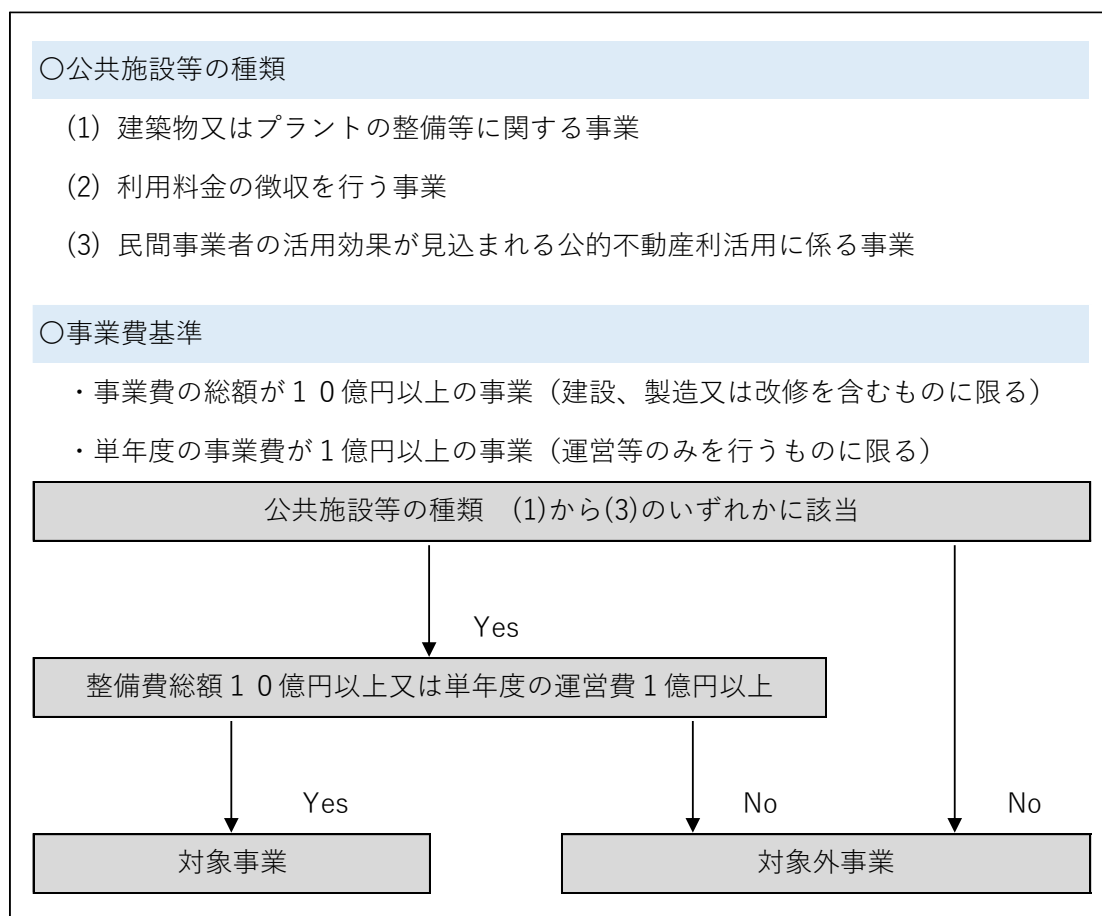 〇公共施設等の種類
(1) 建築物又はプラントの整備等に関する事業
(2) 利用料金の徴収を行う事業
(3) 民間事業者の活用効果が見込まれる公的不動産利活用に係る事業
〇事業費基準
・事業費の総額が１０億円以上の事業（建設、製造又は改修を含むものに限る）
・単年度の事業費が１億円以上の事業（運営等のみを行うものに限る）
公共施設等の種類　(1)から(3)のいずれかに該当
Yes
整備費総額１０億円以上又は単年度の運営費１億円以上
Yes
No
No
対象事業
対象外事業